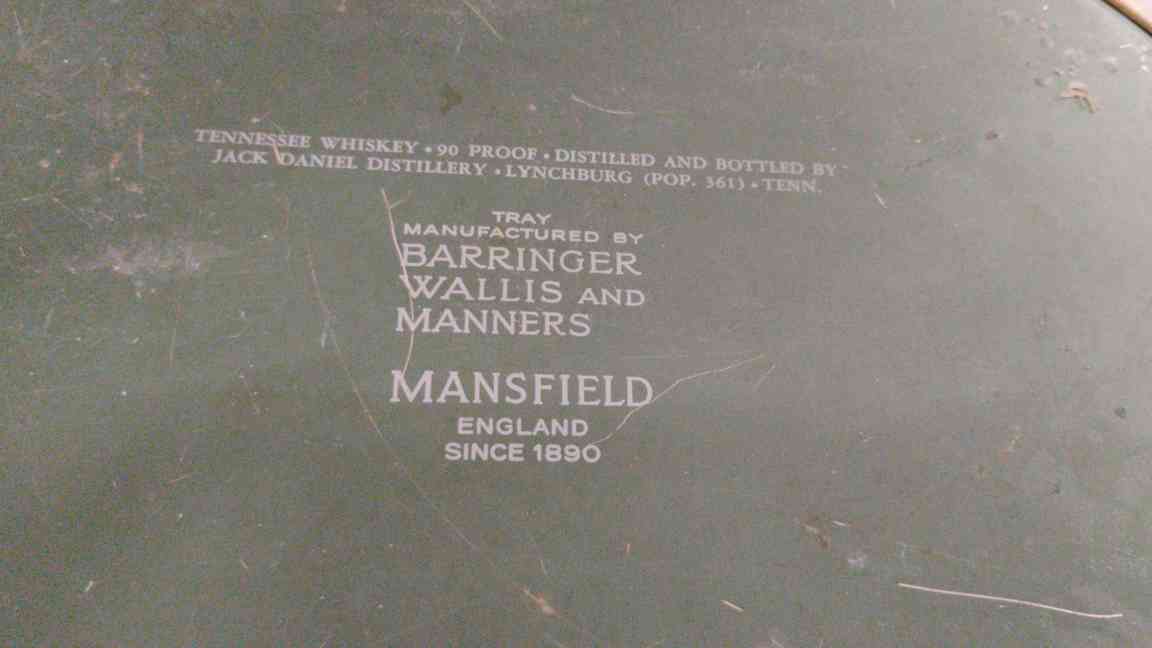 TENNESSEE WHISKEY • 90 PROOF • DISTILLED AND BOTTLED BY
JACK DANIEL DISTILLERY • LYNCHBURG (POP. 361) • TENN.
TRAY
MANUFACTURED BY
BARRINGER
WALLIS AND
MANNERS
MANSFIELD
ENGLAND
SINCE 1890